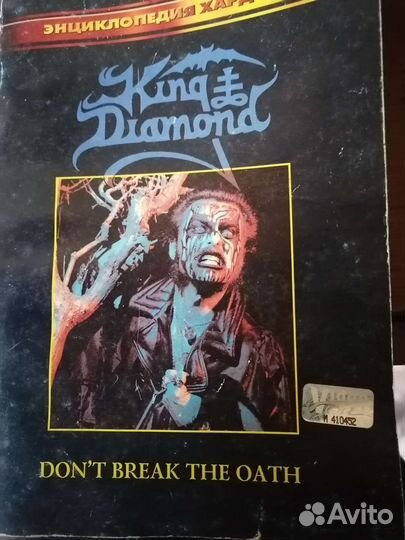 ЭНЦИКЛОПЕДИЯ ХАРД
King
Diamond
И 410452
DON'T BREAK THE OATH
Avito